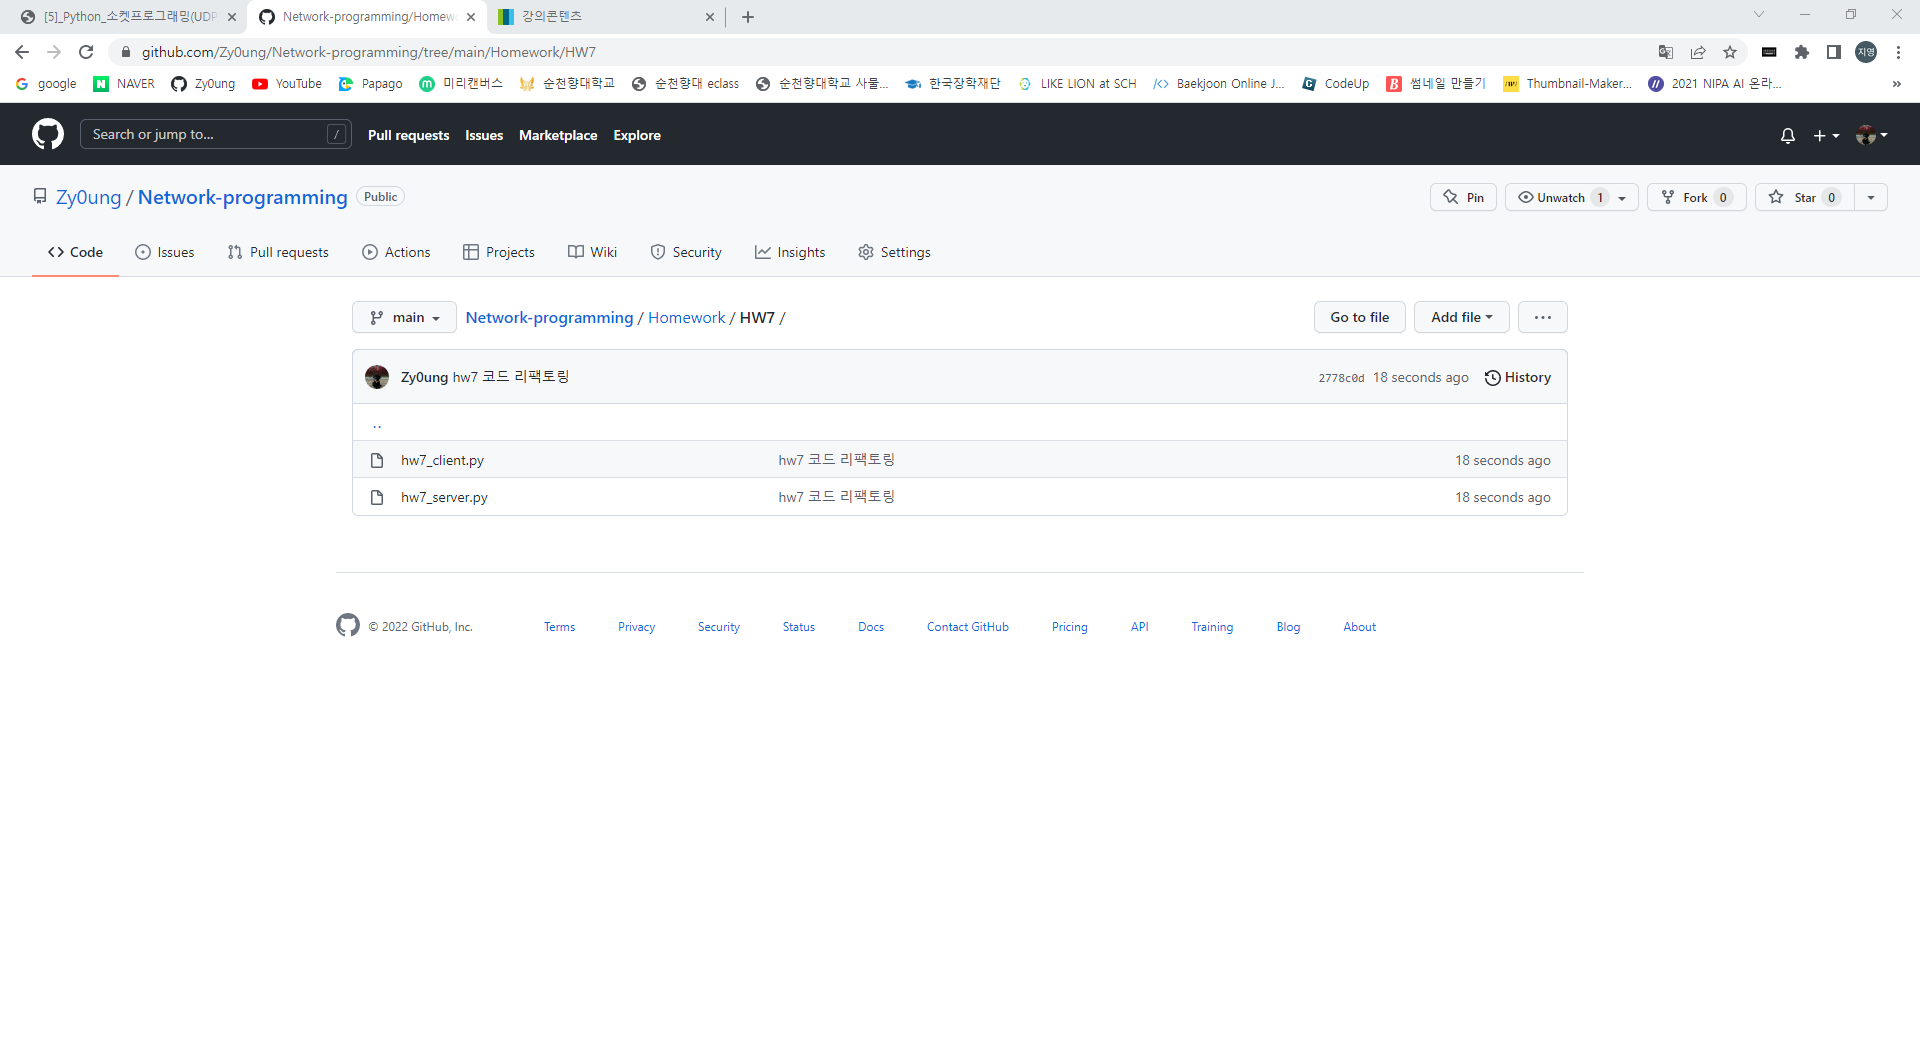 [5]_Python_소켓프로그래밍(UDP
Network-programming/Homew
강의콘텐츠
github.com/Zy0ung/Network-programming/tree/main/Homework/HW7
지영
google NAVER Zy0ung YouTube Papago 미리캔버스 순천향대학교 순천향대 eclass 순천향대학교 사물... 한국장학재단 LIKE LION at SCH Baekjoon Online J... CodeUp 썸네일 만들기 Thumbnail-Maker... 2021 NIPA AI 온라... »
Search or jump to... / Pull requests Issues Marketplace Explore
Zy0ung / Network-programming Public Pin Unwatch 1 Fork 0 Star 0
Code Issues Pull requests Actions Projects Wiki Security Insights Settings
main Network-programming / Homework / HW7 / Go to file Add file ...
Zy0ung hw7 코드 리팩토링 2778c0d 18 seconds ago History
..
hw7_client.py hw7 코드 리팩토링 18 seconds ago
hw7_server.py hw7 코드 리팩토링 18 seconds ago
© 2022 GitHub, Inc. Terms Privacy Security Status Docs Contact GitHub Pricing API Training Blog About